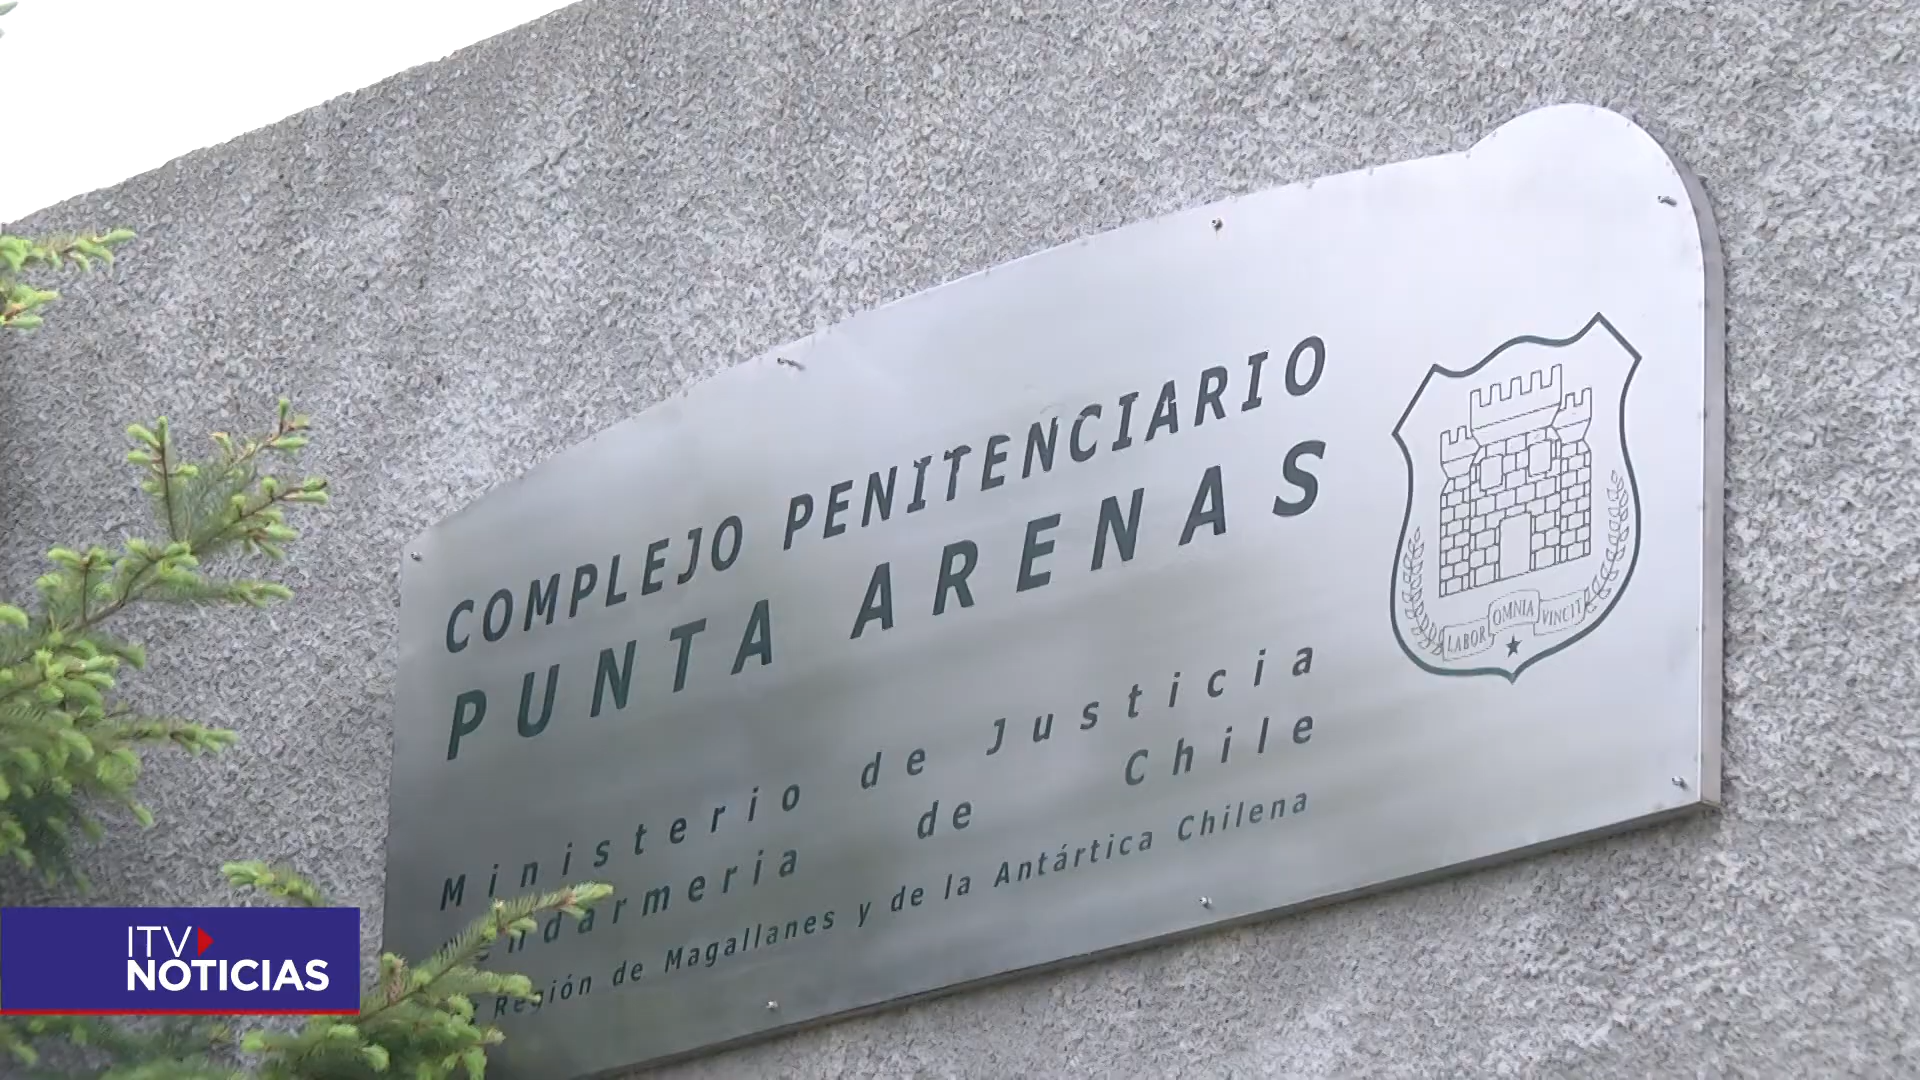 COMPLEJO PENITENCIARIO
PUNTA ARENAS
Ministerio de Justicia
de Chile
Región de Magallanes y de la Antártica Chilena
LABOR OMNIA VINCIT
ITV
NOTICIAS